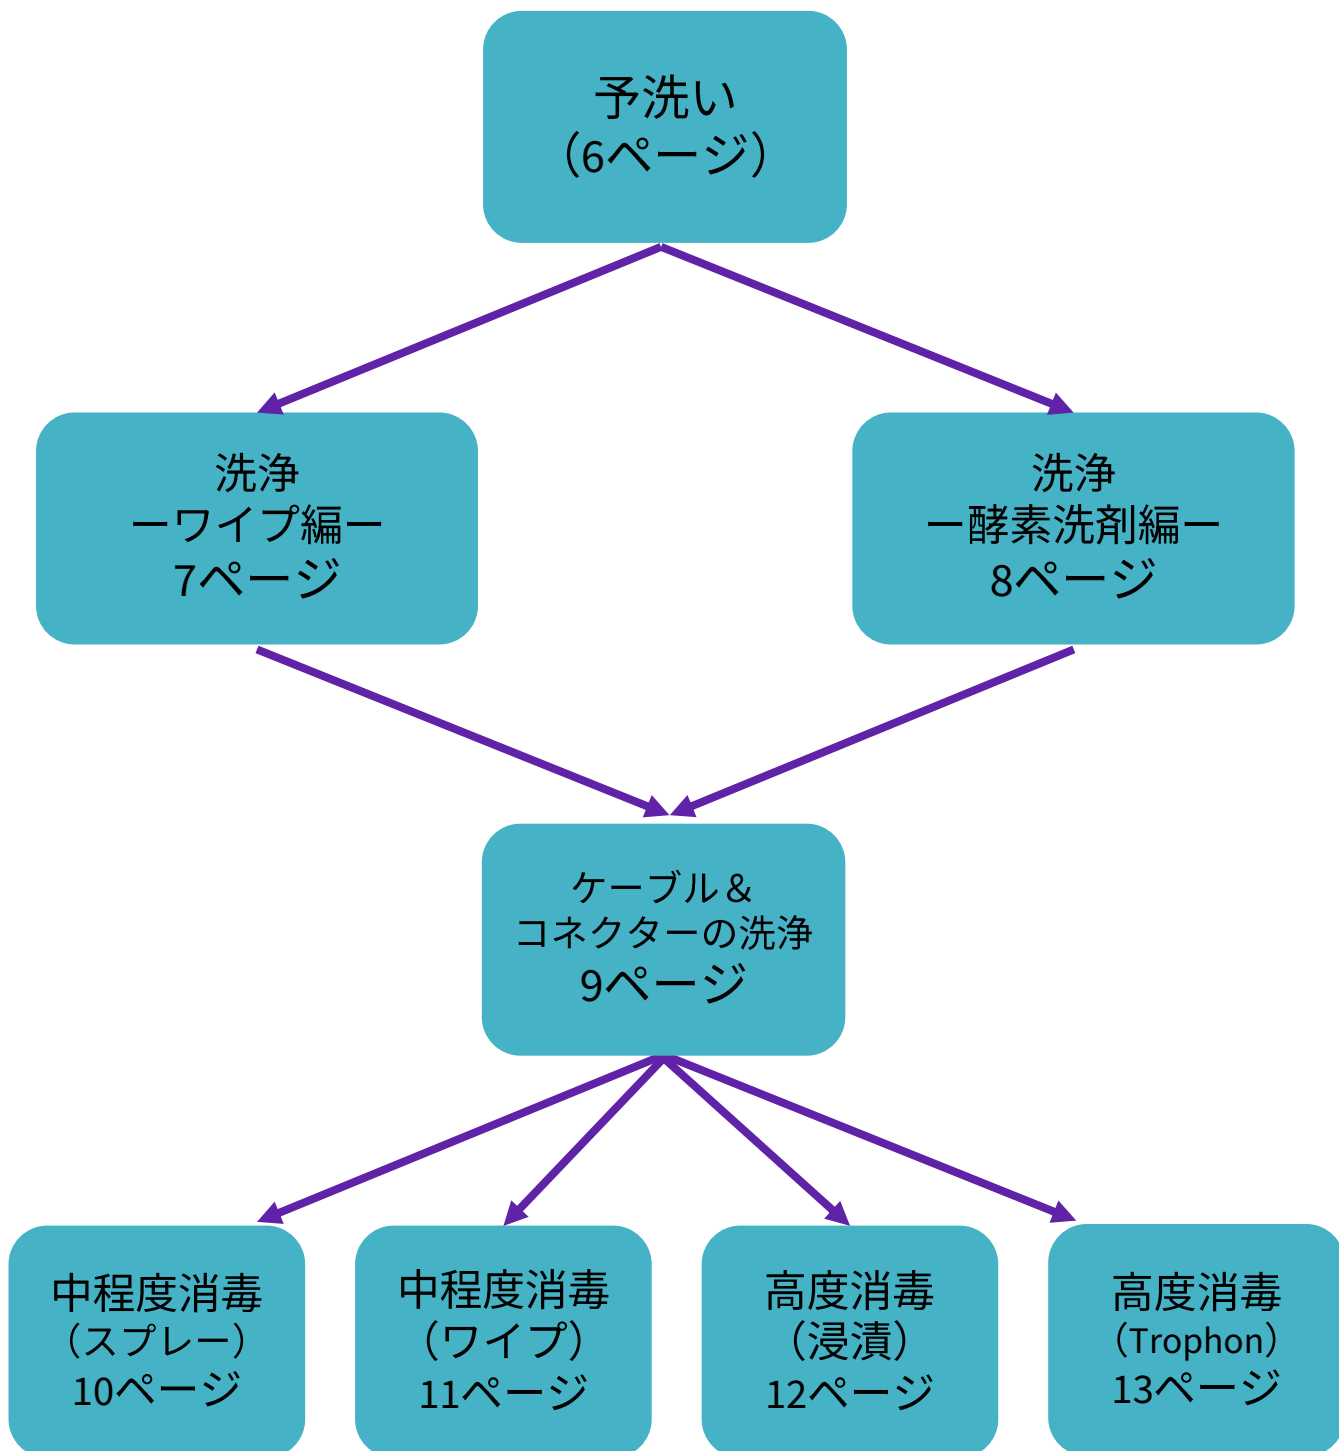 予洗い
（6ページ）
洗浄
ーワイプ編ー
7ページ
洗浄
ー酵素洗剤編ー
8ページ
ケーブル＆
コネクターの洗浄
9ページ
中程度消毒
（スプレー）
10ページ
中程度消毒
（ワイプ）
11ページ
高度消毒
（浸漬）
12ページ
高度消毒
（Trophon）
13ページ